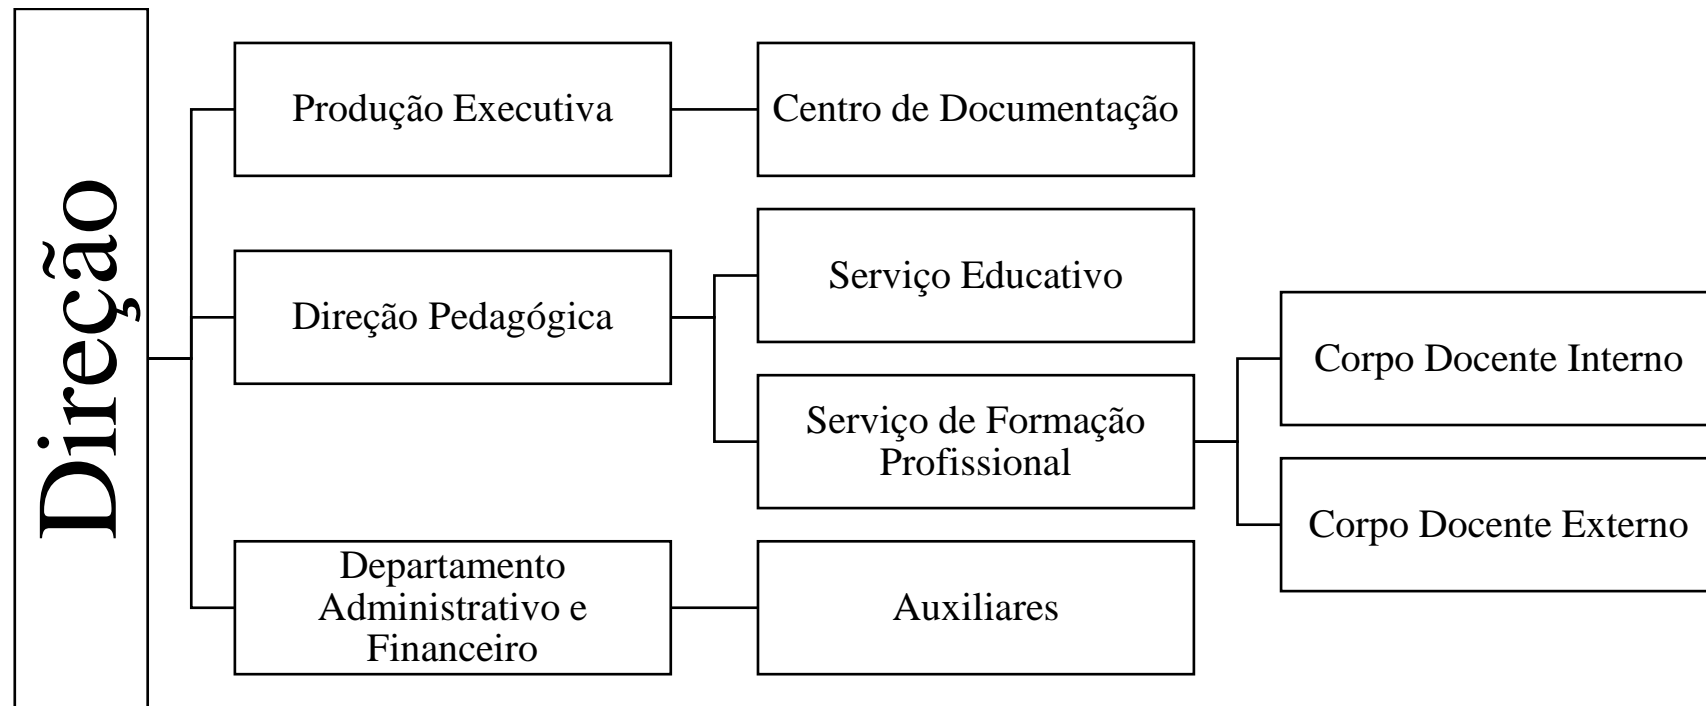 Direção
Produção Executiva
Centro de Documentação
Direção Pedagógica
Serviço Educativo
Serviço de Formação
Profissional
Corpo Docente Interno
Corpo Docente Externo
Departamento
Administrativo e
Financeiro
Auxiliares